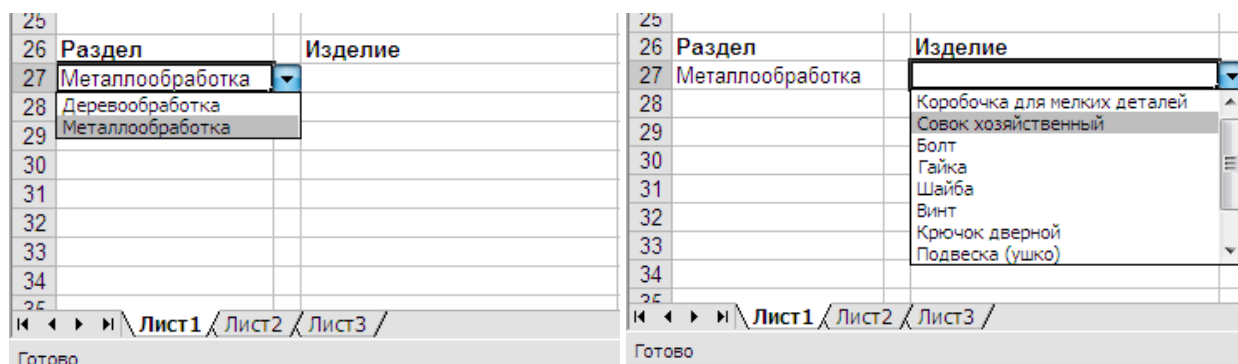 25
26 Раздел Изделие
27 Металлообработка
28 Деревообработка
29 Металлообработка
30
31
32
33
34
35
Лист1 Лист2 Лист3
Готово
25
26 Раздел Изделие
27 Металлообработка
28 Коробочка для мелких деталей
Совок хозяйственный
29 Болт
30 Гайка
31 Шайба
32 Винт
Крючок дверной
33 Подвеска (ушко)
34
35
Лист1 Лист2 Лист3
Готово